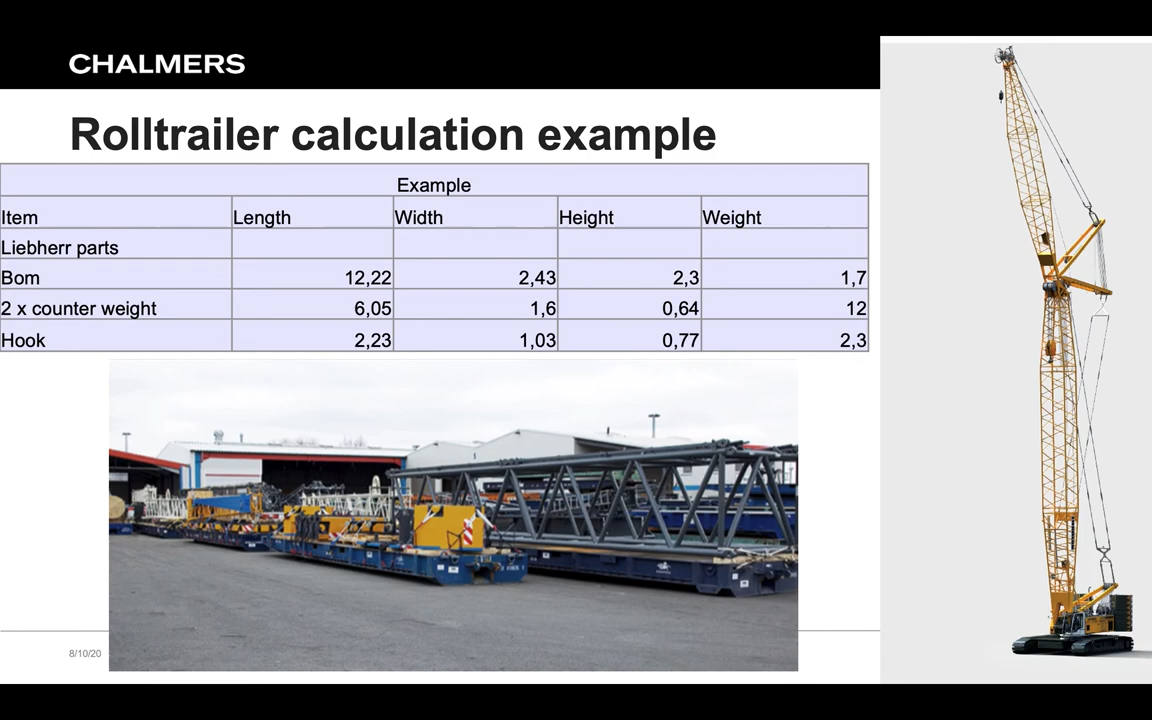 CHALMERS
Rolltrailer calculation example
Example
Item Length Width Height Weight
Liebherr parts
Bom 12,22 2,43 2,3 1,7
2 x counter weight 6,05 1,6 0,64 12
Hook 2,23 1,03 0,77 2,3
8/10/20